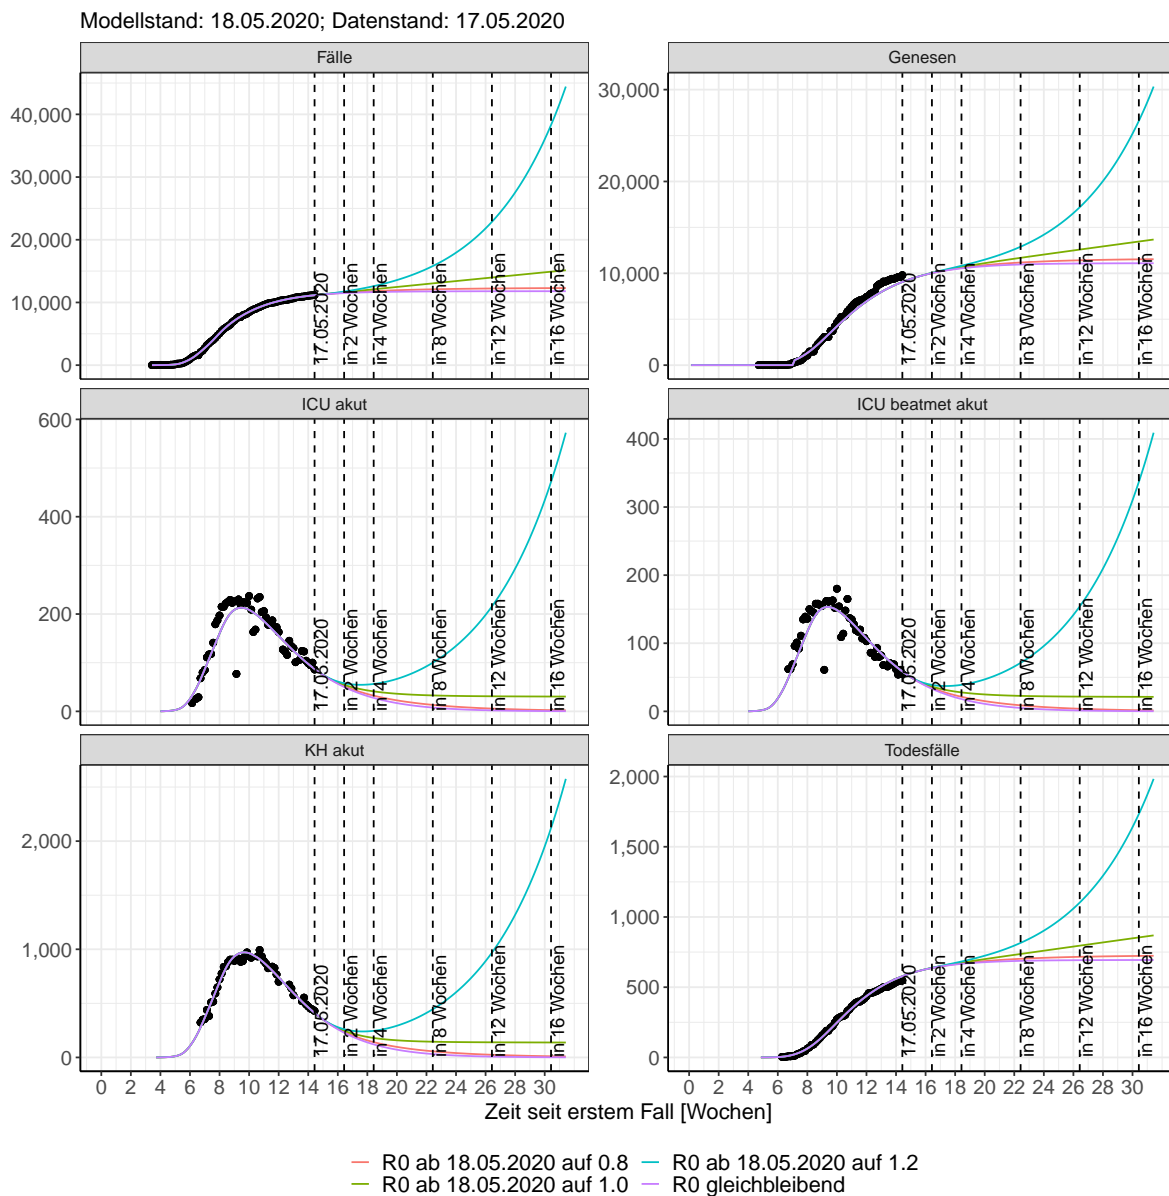 Modellstand: 18.05.2020; Datenstand: 17.05.2020
Fälle
Genesen
40,000
30,000
20,000
10,000
0
17.05.2020
in 2 Wochen
in 4 Wochen
in 8 Wochen
in 12 Wochen
in 16 Wochen
30,000
20,000
10,000
0
17.05.2020
in 2 Wochen
in 4 Wochen
in 8 Wochen
in 12 Wochen
in 16 Wochen
ICU akut
ICU beatmet akut
600
400
200
0
17.05.2020
in 2 Wochen
in 4 Wochen
in 8 Wochen
in 12 Wochen
in 16 Wochen
400
300
200
100
0
17.05.2020
in 2 Wochen
in 4 Wochen
in 8 Wochen
in 12 Wochen
in 16 Wochen
KH akut
Todesfälle
2,000
1,000
0
17.05.2020
in 2 Wochen
in 4 Wochen
in 8 Wochen
in 12 Wochen
in 16 Wochen
2,000
1,500
1,000
500
0
17.05.2020
in 2 Wochen
in 4 Wochen
in 8 Wochen
in 12 Wochen
in 16 Wochen
0 2 4 6 8 10 12 14 16 18 20 22 24 26 28 30
0 2 4 6 8 10 12 14 16 18 20 22 24 26 28 30
Zeit seit erstem Fall [Wochen]
R0 ab 18.05.2020 auf 0.8
R0 ab 18.05.2020 auf 1.2
R0 ab 18.05.2020 auf 1.0
R0 gleichbleibend